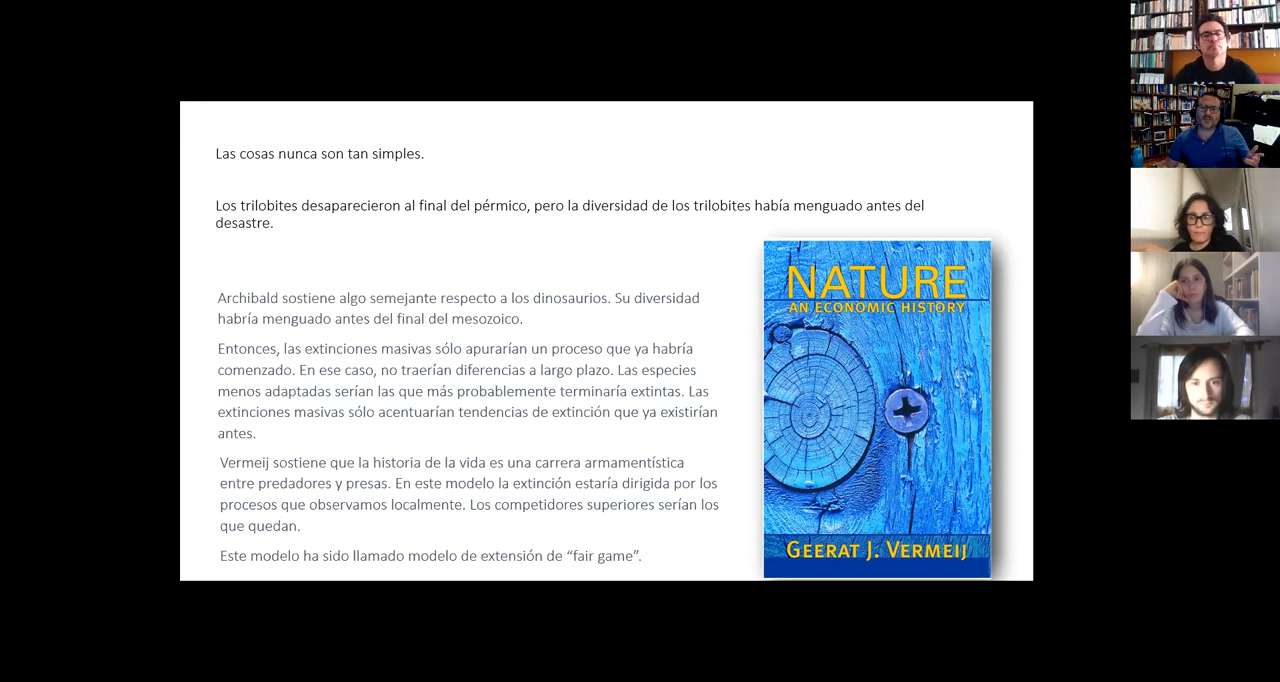 Las cosas nunca son tan simples.
Los trilobites desaparecieron al final del pérmico, pero la diversidad de los trilobites había menguado antes del
desastre.
Archibald sostiene algo semejante respecto a los dinosaurios. Su diversidad
habría menguado antes del final del mesozoico.
Entonces, las extinciones masivas sólo apurarían un proceso que ya habría
comenzado. En ese caso, no traerían diferencias a largo plazo. Las especies
menos adaptadas serían las que más probablemente terminaría extintas. Las
extinciones masivas sólo acentuarían tendencias de extinción que ya existirían
antes.
Vermeij sostiene que la historia de la vida es una carrera armamentística
entre predadores y presas. En este modelo la extinción estaría dirigida por los
procesos que observamos localmente. Los competidores superiores serían los
que quedan.
Este modelo ha sido llamado modelo de extensión de “fair game”.
NATURE
AN ECONOMIC HISTORY
GEERAT J. VERMEIJ